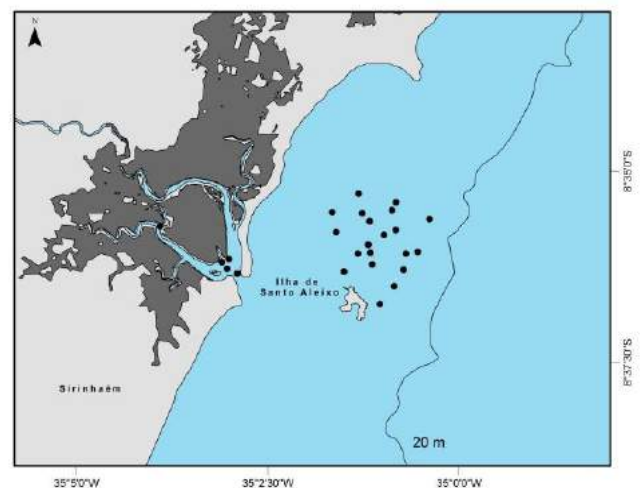 N
8°35'0"S
Ilha de
Santo Aleixo
8°37'30"S
Sirinhaém
20 m
35°5'0"W
35°2'30"W
35°0'0"W